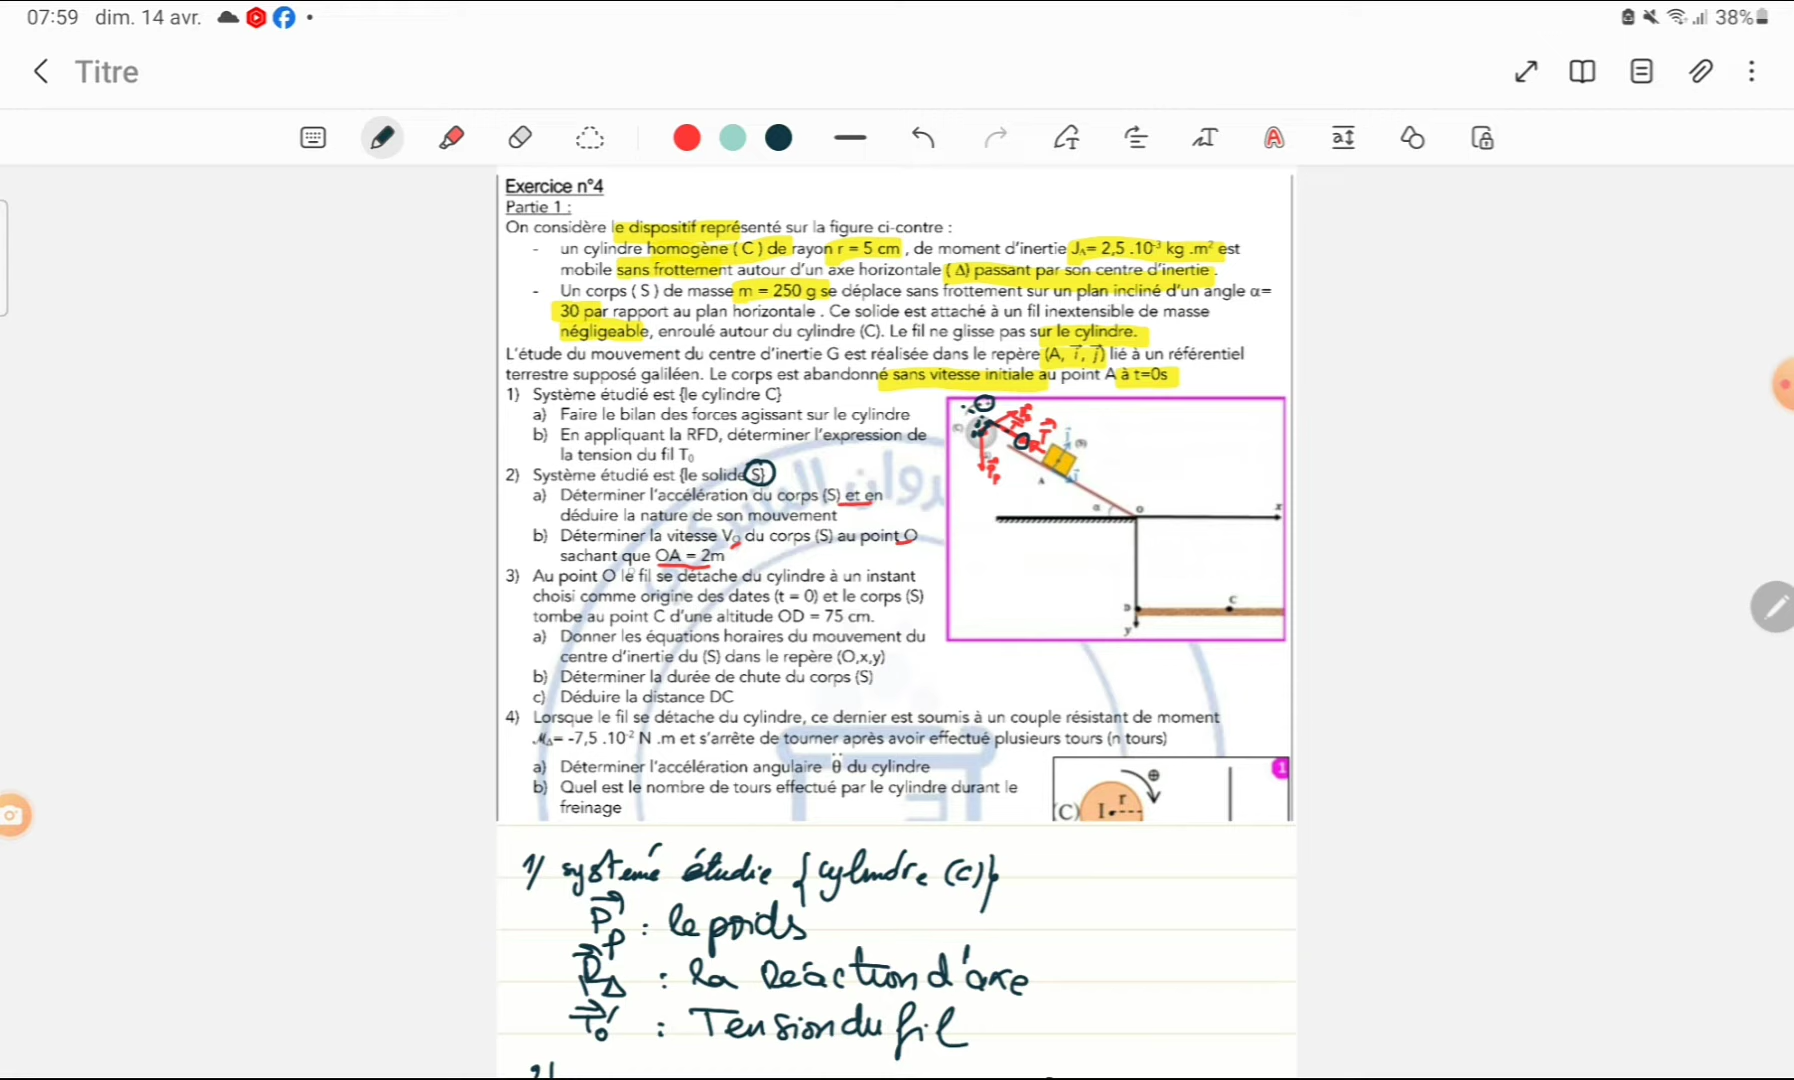 07:59 dim. 14 avr.
38%
Titre
Exercice n°4
Partie 1 :
On considère le dispositif représenté sur la figure ci-contre :
- un cylindre homogène ( C ) de rayon r = 5 cm , de moment d'inertie J_Δ= 2,5 .10⁻³ kg .m² est
mobile sans frottement autour d'un axe horizontale ( Δ) passant par son centre d'inertie .
- Un corps ( S ) de masse m = 250 g se déplace sans frottement sur un plan incliné d'un angle α=
30 par rapport au plan horizontale . Ce solide est attaché à un fil inextensible de masse
négligeable, enroulé autour du cylindre (C). Le fil ne glisse pas sur le cylindre.
L'étude du mouvement du centre d'inertie G est réalisée dans le repère (A, i⃗, j⃗) lié à un référentiel
terrestre supposé galiléen. Le corps est abandonné sans vitesse initiale au point A à t=0s
1) Système étudié est {le cylindre C}
a) Faire le bilan des forces agissant sur le cylindre
b) En appliquant la RFD, déterminer l'expression de
la tension du fil T₀
2) Système étudié est {le solide S}
a) Déterminer l'accélération du corps (S) et en
déduire la nature de son mouvement
b) Déterminer la vitesse V₀ du corps (S) au point O
sachant que OA = 2m
3) Au point O le fil se détache du cylindre à un instant
choisi comme origine des dates (t = 0) et le corps (S)
tombe au point C d'une altitude OD = 75 cm.
a) Donner les équations horaires du mouvement du
centre d'inertie du (S) dans le repère (O,x,y)
b) Déterminer la durée de chute du corps (S)
c) Déduire la distance DC
4) Lorsque le fil se détache du cylindre, ce dernier est soumis à un couple résistant de moment
ℳ_Δ= -7,5 .10⁻² N .m et s'arrête de tourner après avoir effectué plusieurs tours (n tours)
a) Déterminer l'accélération angulaire θ̈ du cylindre
b) Quel est le nombre de tours effectué par le cylindre durant le
freinage
(C)
(S)
A
α
O
x
D
C
y
1
⊕
(C) I r
1/ systémé étudie {cylindre (C)}
P⃗p : le poids
R⃗Δ : la Réaction d'axe
T⃗₀' : Tension du fil
2/